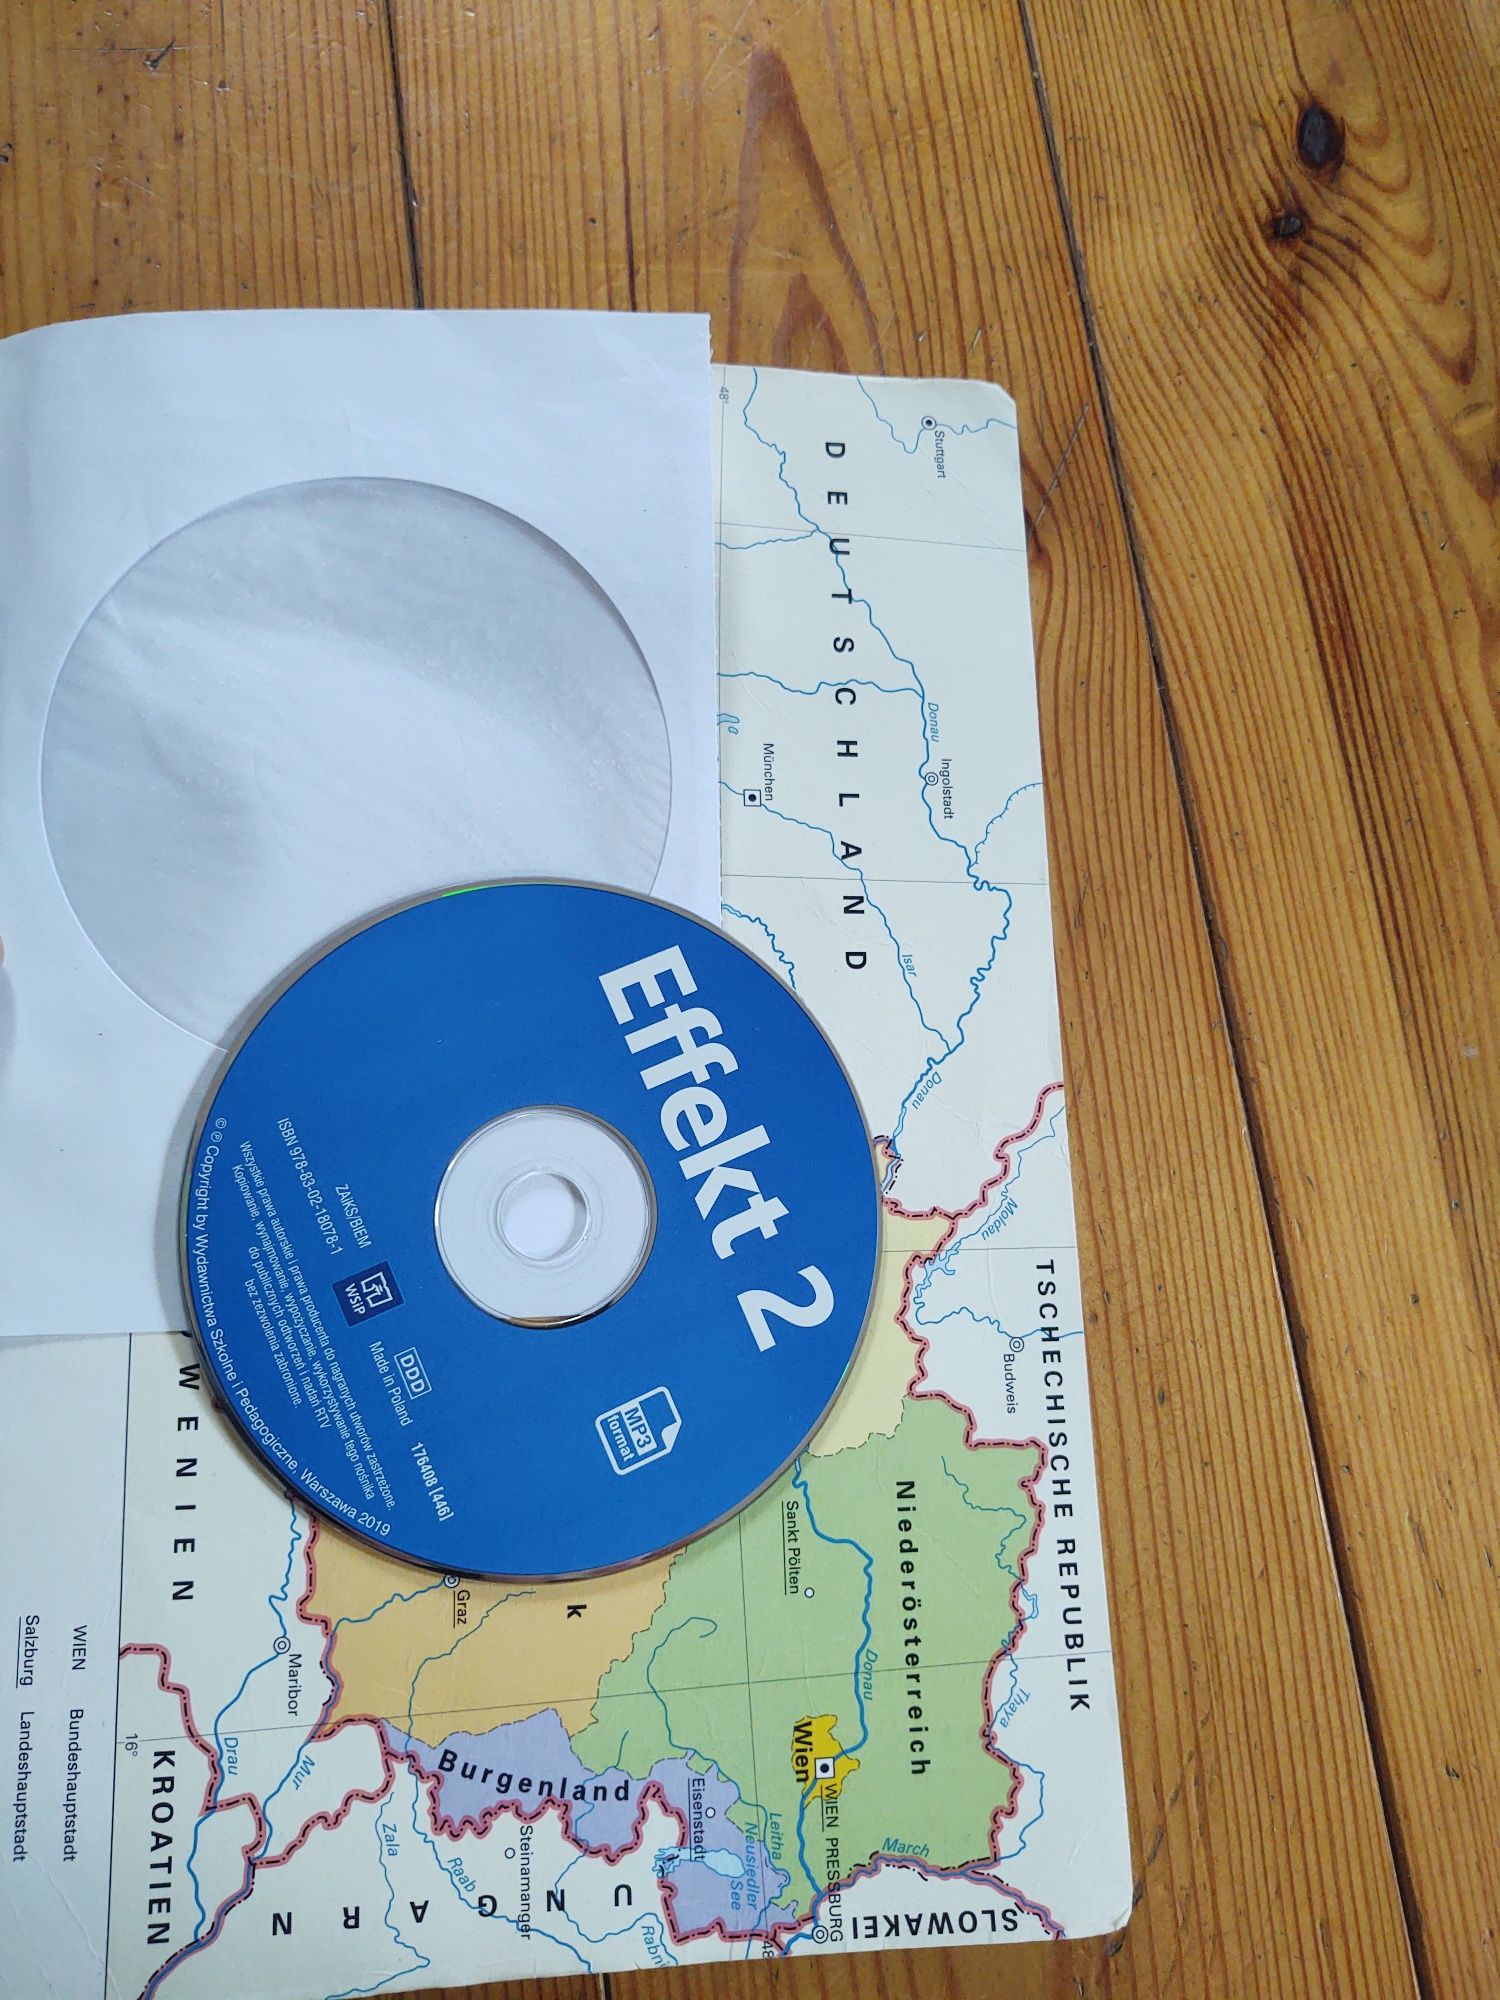 Effekt 2
MP3
format
ZAiKS/BIEM
ISBN 978-83-02-18078-1
WSiP
DDD
Made in Poland
176408 [446]
Wszystkie prawa autorskie i prawa producenta do nagranych utworów zastrzeżone.
Kopiowanie, wynajmowanie, wypożyczanie, wykorzystywanie tego nośnika
do publicznych odtworzeń i nadań RTV
bez zezwolenia zabronione.
© ℗ Copyright by Wydawnictwa Szkolne i Pedagogiczne, Warszawa 2019
48°
Stuttgart
DEUTSCHLAND
Donau
Ingolstadt
München
Isar
Donau
Moldau
TSCHECHISCHE REPUBLIK
Budweis
Niederösterreich
Sankt Pölten
Donau
Thaya
Wien
WIEN
PRESSBURG
March
SLOWAKEI
Leitha
Neusiedler
See
Eisenstadt
Burgenland
Steinamanger
UNGARN
Raab
Rabni
Zala
48
k
Graz
Maribor
Mur
Drau
WENIEN
16°
KROATIEN
WIEN Bundeshauptstadt
Salzburg Landeshauptstadt